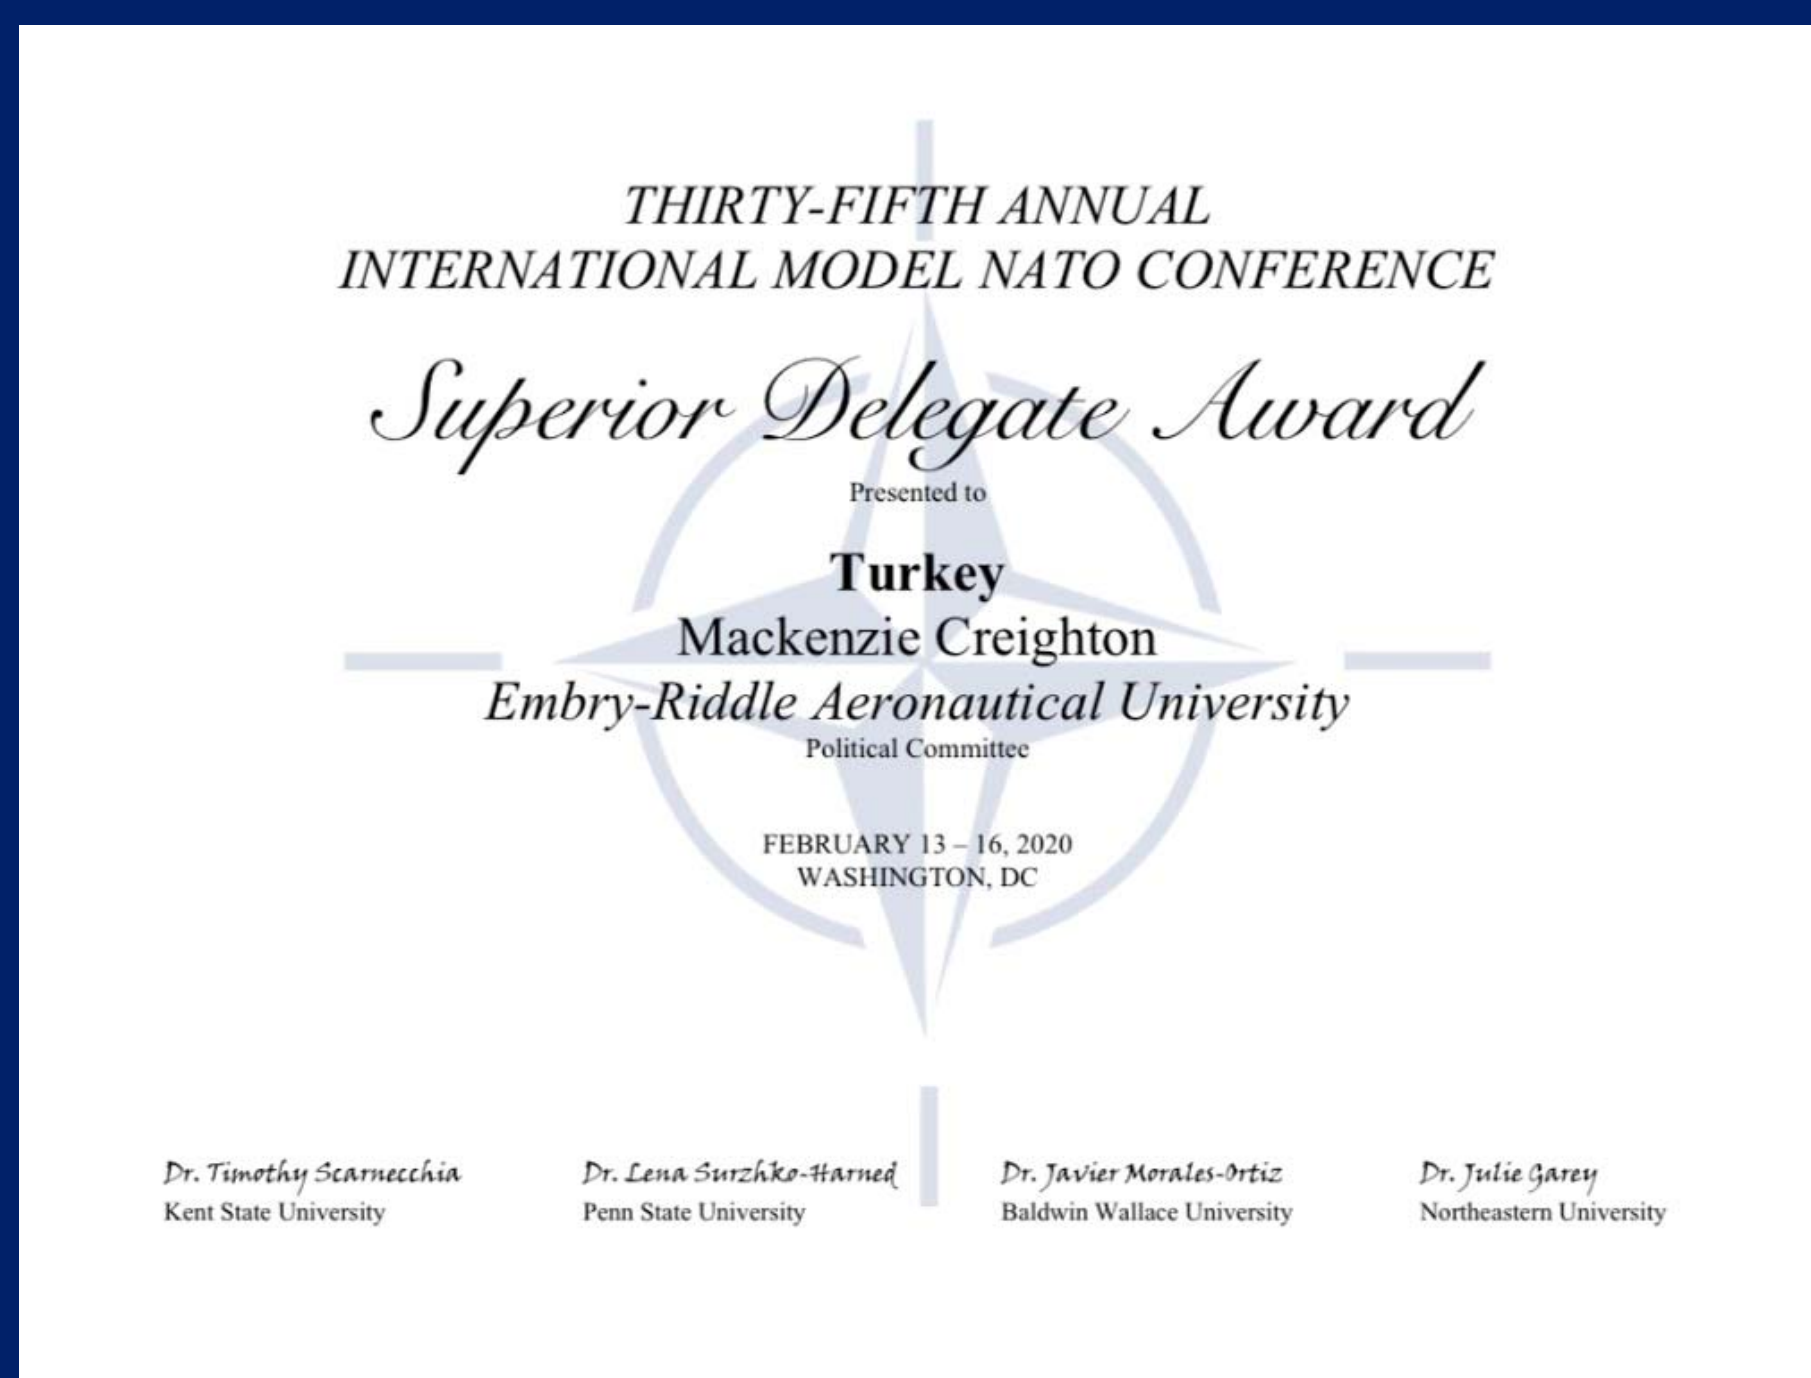 THIRTY-FIFTH ANNUAL
INTERNATIONAL MODEL NATO CONFERENCE
Superior Delegate Award
Presented to
Turkey
Mackenzie Creighton
Embry-Riddle Aeronautical University
Political Committee
FEBRUARY 13 – 16, 2020
WASHINGTON, DC
Dr. Timothy Scarnecchia
Kent State University
Dr. Lena Surzhko-Harned
Penn State University
Dr. Javier Morales-Ortiz
Baldwin Wallace University
Dr. Julie Garey
Northeastern University